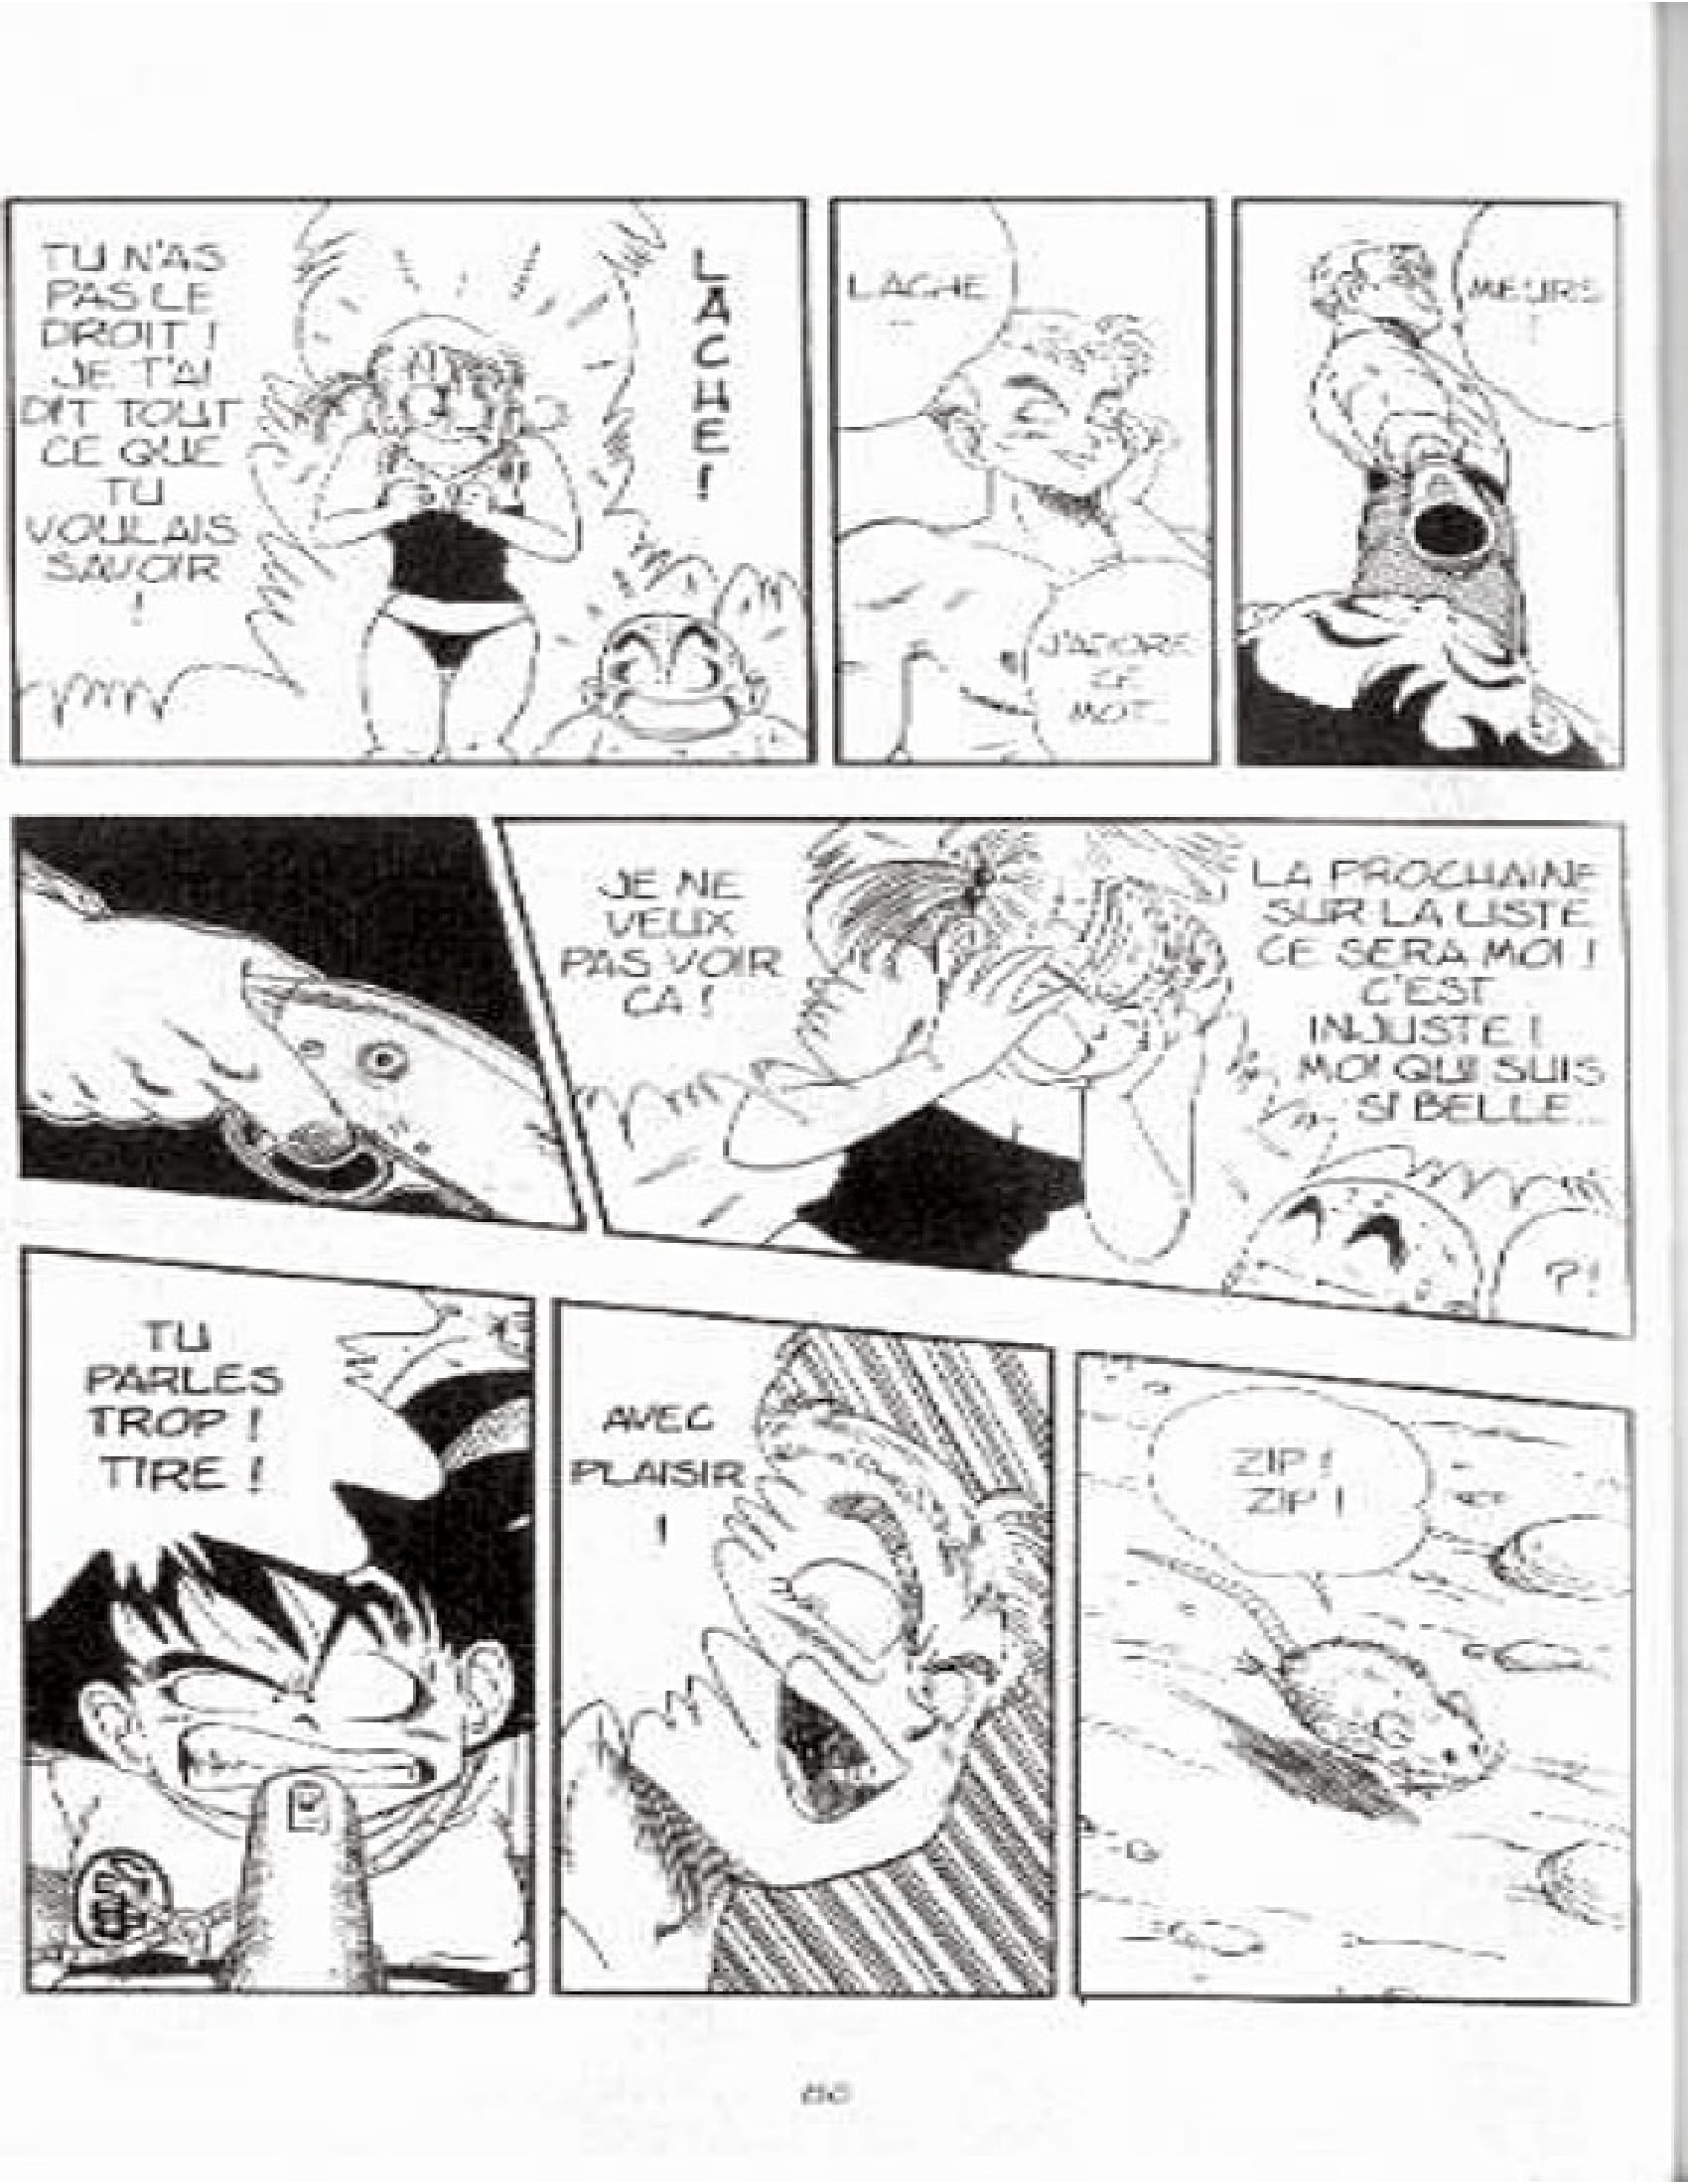 TU N'AS
PAS LE
DROIT !
JE T'AI
DIT TOUT
CE QUE
TU
VOULAIS
SAVOIR
!
LACHE !
LACHE
...
J'ADORE
CE
MOT...
MEURS
!
JE NE
VEUX
PAS VOIR
CA !
LA PROCHAINE
SUR LA LISTE
CE SERA MOI !
C'EST
INJUSTE !
MOI QUI SUIS
SI BELLE...
?!
TU
PARLES
TROP !
TIRE !
AVEC
PLAISIR
!
ZIP !
ZIP !